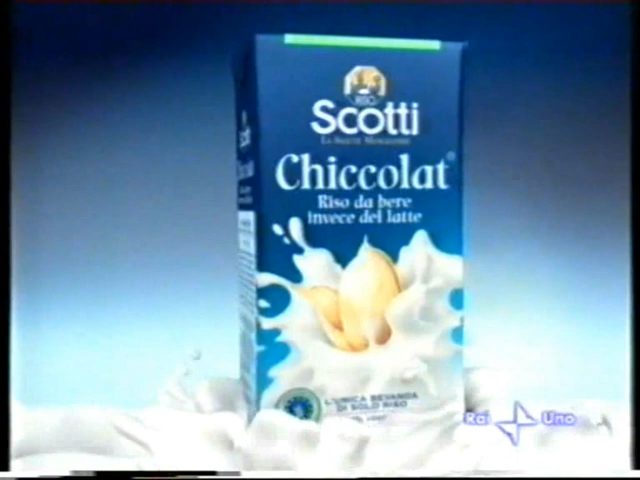 RISO
Scotti
Chiccolat®
Riso da bere
invece del latte
L'UNICA BEVANDA
DI SOLO RISO
Rai Uno